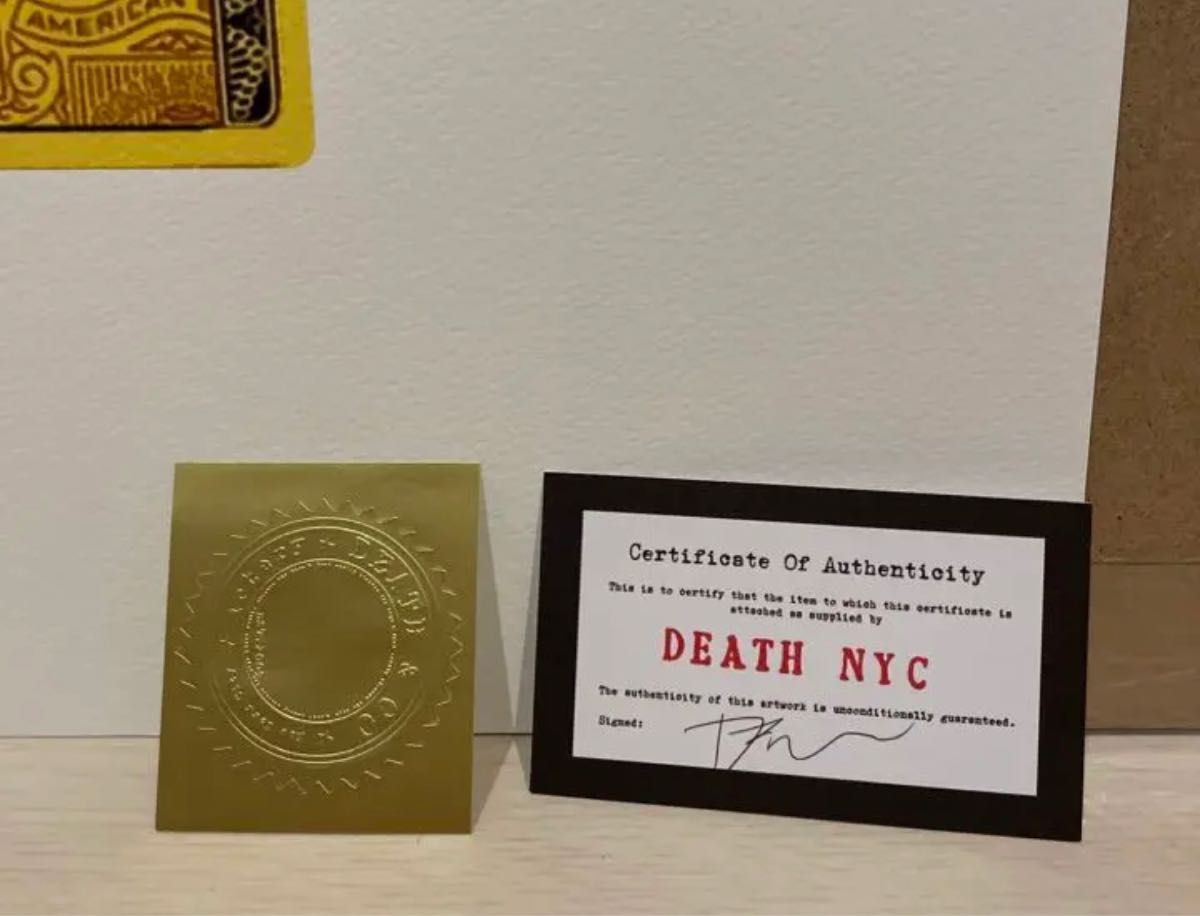 AMERICAN
Certificate Of Authenticity
This is to certify that the item to which this certificate is
attached as supplied by
DEATH NYC
The authenticity of this artwork is unconditionally guaranteed.
Signed: